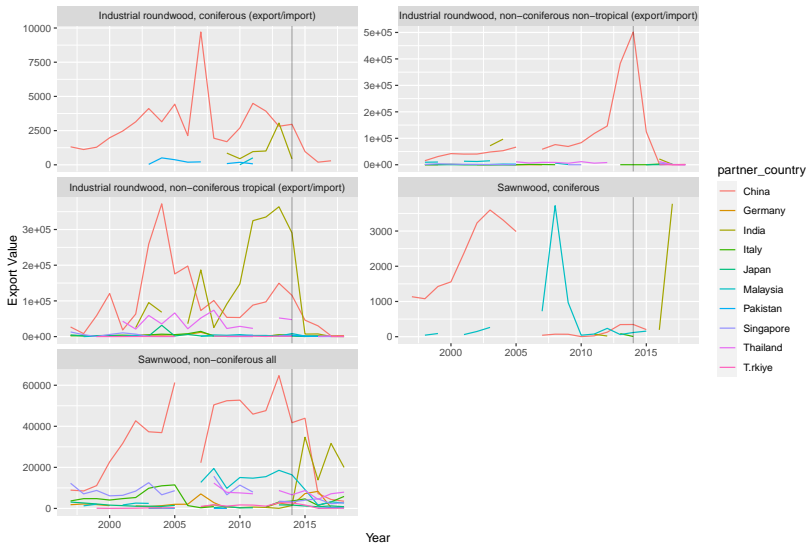 Industrial roundwood, coniferous (export/import)
Industrial roundwood, non−coniferous non−tropical (export/import)
10000
7500
5000
2500
0
5e+05
4e+05
3e+05
2e+05
1e+05
0e+00
Industrial roundwood, non−coniferous tropical (export/import)
Sawnwood, coniferous
3e+05
2e+05
1e+05
0e+00
3000
2000
1000
0
2000
2005
2010
2015
Sawnwood, non−coniferous all
60000
40000
20000
0
2000
2005
2010
2015
Export Value
Year
partner_country
China
Germany
India
Italy
Japan
Malaysia
Pakistan
Singapore
Thailand
T.rkiye